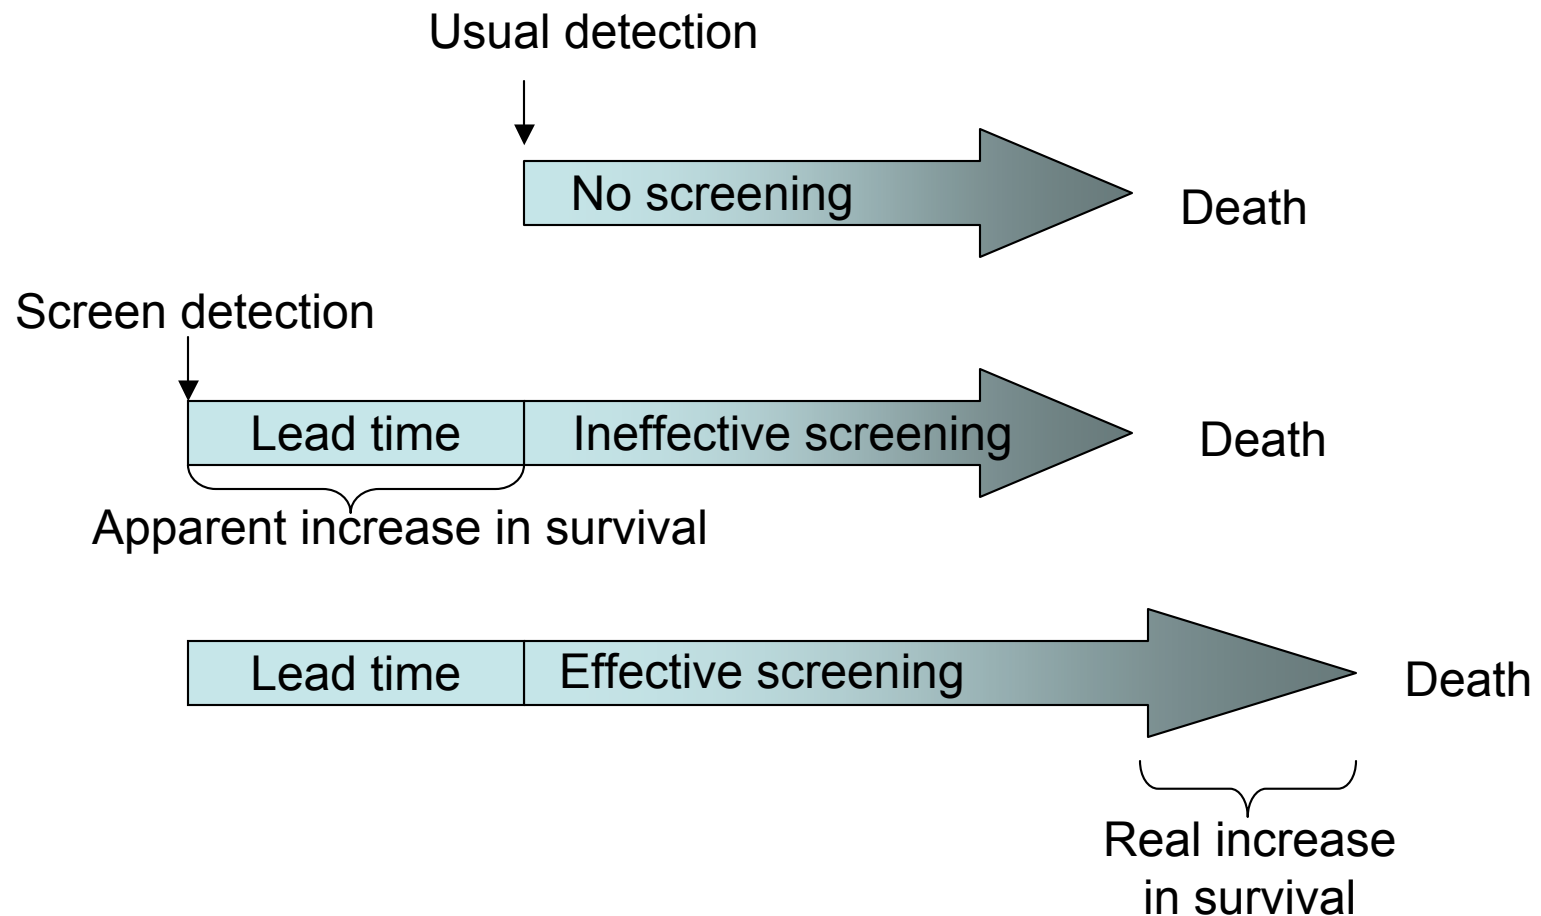 Usual detection
No screening
Death
Screen detection
Lead time
Ineffective screening
Death
Apparent increase in survival
Lead time
Effective screening
Death
Real increase
in survival